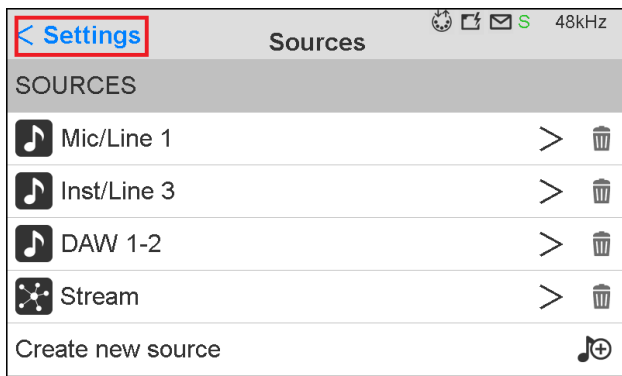 < Settings
Sources
S 48kHz
SOURCES
Mic/Line 1
Inst/Line 3
DAW 1-2
Stream
Create new source